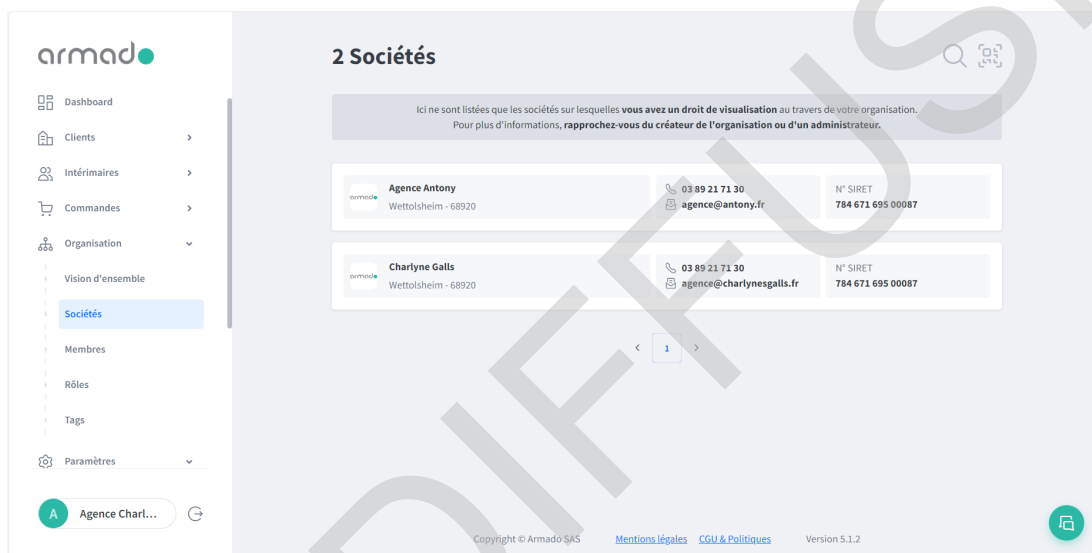 armado
Dashboard
Clients
Intérimaires
Commandes
Organisation
Vision d'ensemble
Sociétés
Membres
Rôles
Tags
Paramètres
A Agence Charl...
2 Sociétés
Ici ne sont listées que les sociétés sur lesquelles vous avez un droit de visualisation au travers de votre organisation.
Pour plus d'informations, rapprochez-vous du créateur de l'organisation ou d'un administrateur.
armado
Agence Antony
Wettolsheim - 68920
03 89 21 71 30
agence@antony.fr
N° SIRET
784 671 695 00087
armado
Charlyne Galls
Wettolsheim - 68920
03 89 21 71 30
agence@charlynesgalls.fr
N° SIRET
784 671 695 00087
1
Copyright © Armado SAS Mentions légales CGU & Politiques Version 5.1.2
DIFFUS